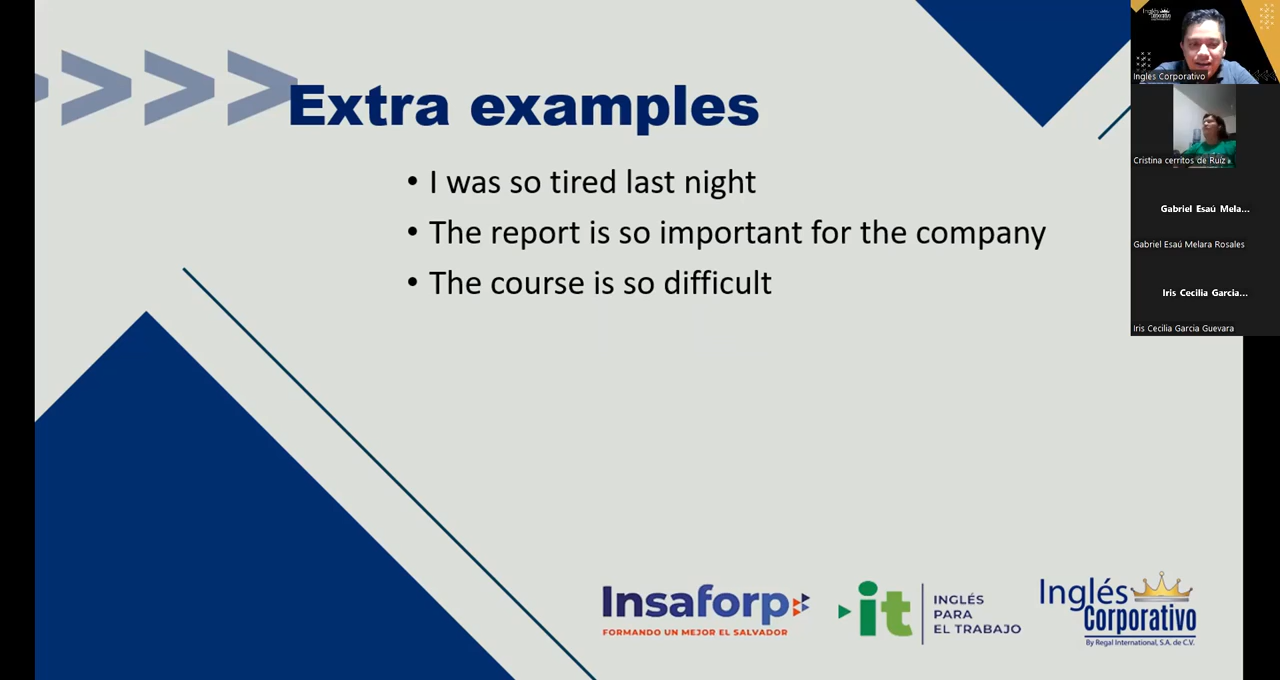 >>>> Extra examples
• I was so tired last night
• The report is so important for the company
• The course is so difficult
Insaforp
FORMANDO UN MEJOR EL SALVADOR
it
INGLÉS
PARA
EL TRABAJO
Inglés
Corporativo
By Regal International, S.A. de C.V.
Inglés Corporativo
Cristina cerritos de Ruiz
Gabriel Esaú Mela...
Gabriel Esaú Melara Rosales
Iris Cecilia Garcia...
Iris Cecilia Garcia Guevara